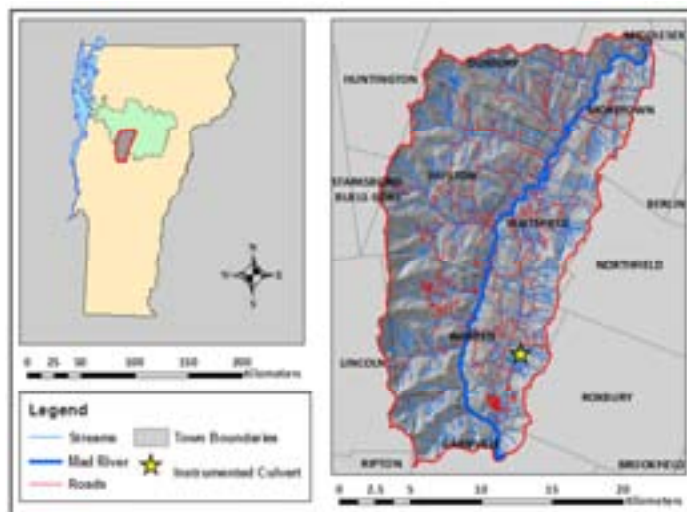 N
W E
S
0 25 50 100 150 200
Kilometers
Legend
Streams
Mad River
Roads
Town Boundaries
Instrumented Culvert
MIDDLESEX
DUXBURY
HUNTINGTON
MORETOWN
FAYSTON
STARKSBORO
BUELS GORE
BERLIN
WAITSFIELD
NORTHFIELD
WARREN
LINCOLN
ROXBURY
GRANVILLE
RIPTON
BROOKFIELD
0 2.5 5 10 15 20
Kilometers